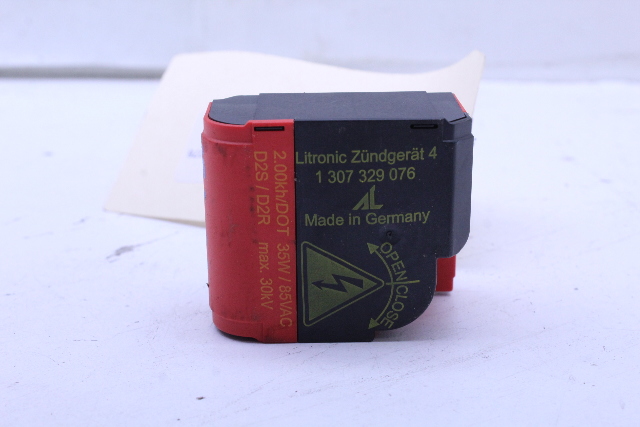 Litronic Zündgerät 4
1 307 329 076
AL
Made in Germany
OPEN CLOSE
2.00kh/DOT 35W / 85VAC
D2S / D2R max. 30kV